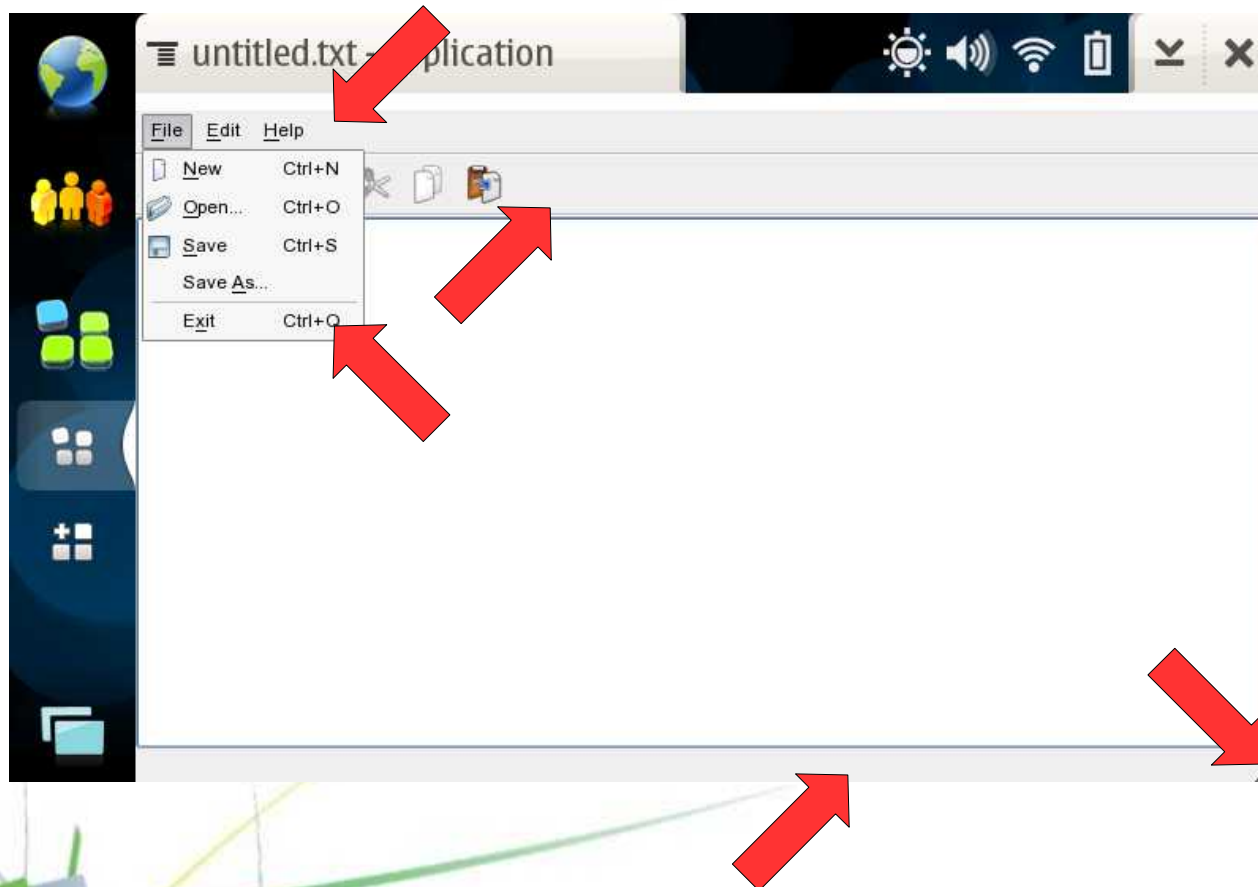 untitled.txt - plication
File Edit Help
New Ctrl+N
Open... Ctrl+O
Save Ctrl+S
Save As...
Exit Ctrl+Q